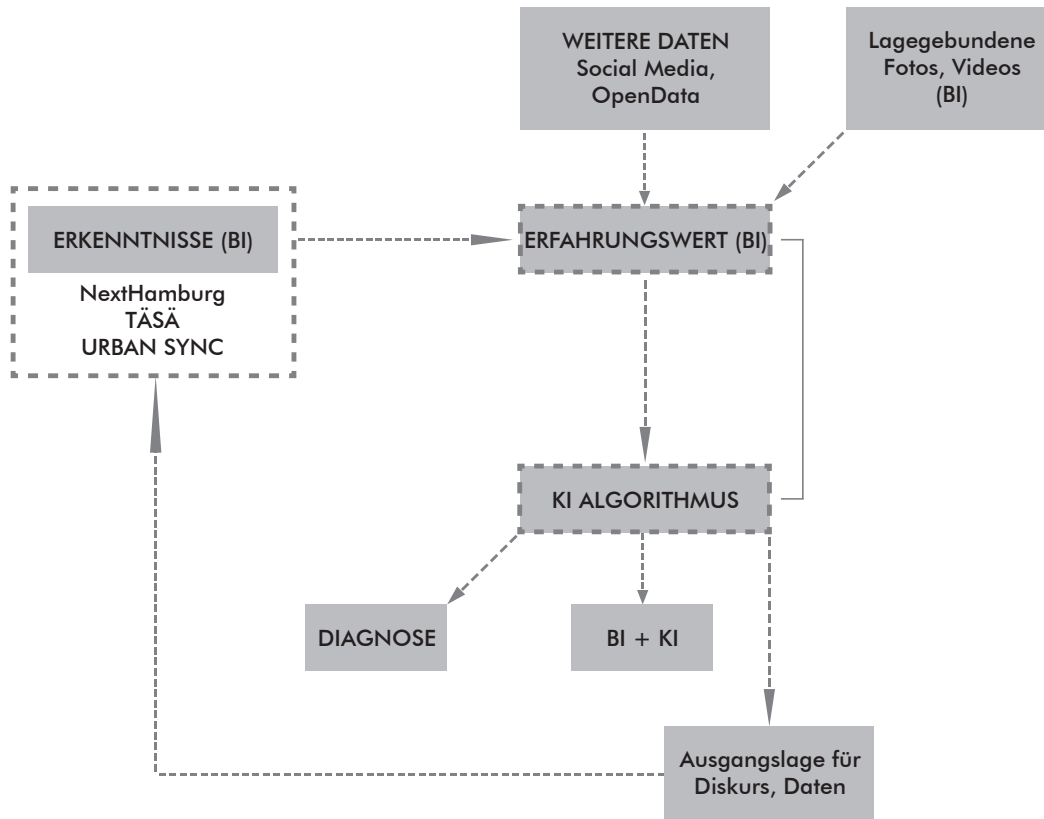 WEITERE DATEN
Social Media,
OpenData
Lagegebundene
Fotos, Videos
(BI)
ERKENNTNISSE (BI)
NextHamburg
TÄSÄ
URBAN SYNC
ERFAHRUNGSWERT (BI)
KI ALGORITHMUS
DIAGNOSE
BI + KI
Ausgangslage für
Diskurs, Daten